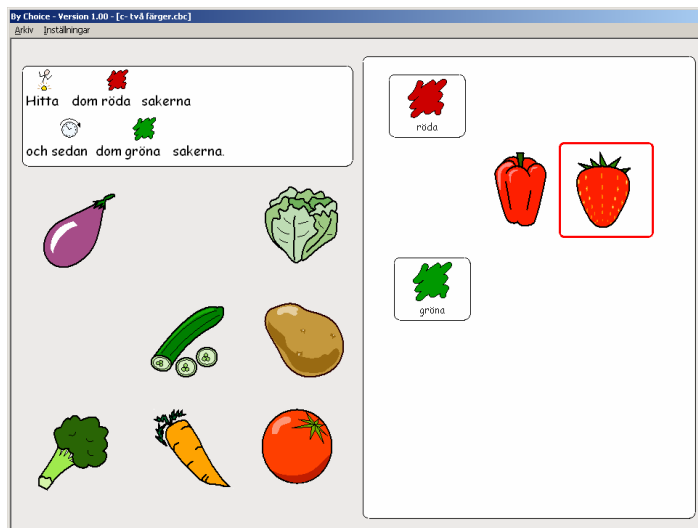 By Choice - Version 1.00 - [c- två färger.cbc]
Arkiv Inställningar
Hitta dom röda sakerna
och sedan dom gröna sakerna.
röda
gröna